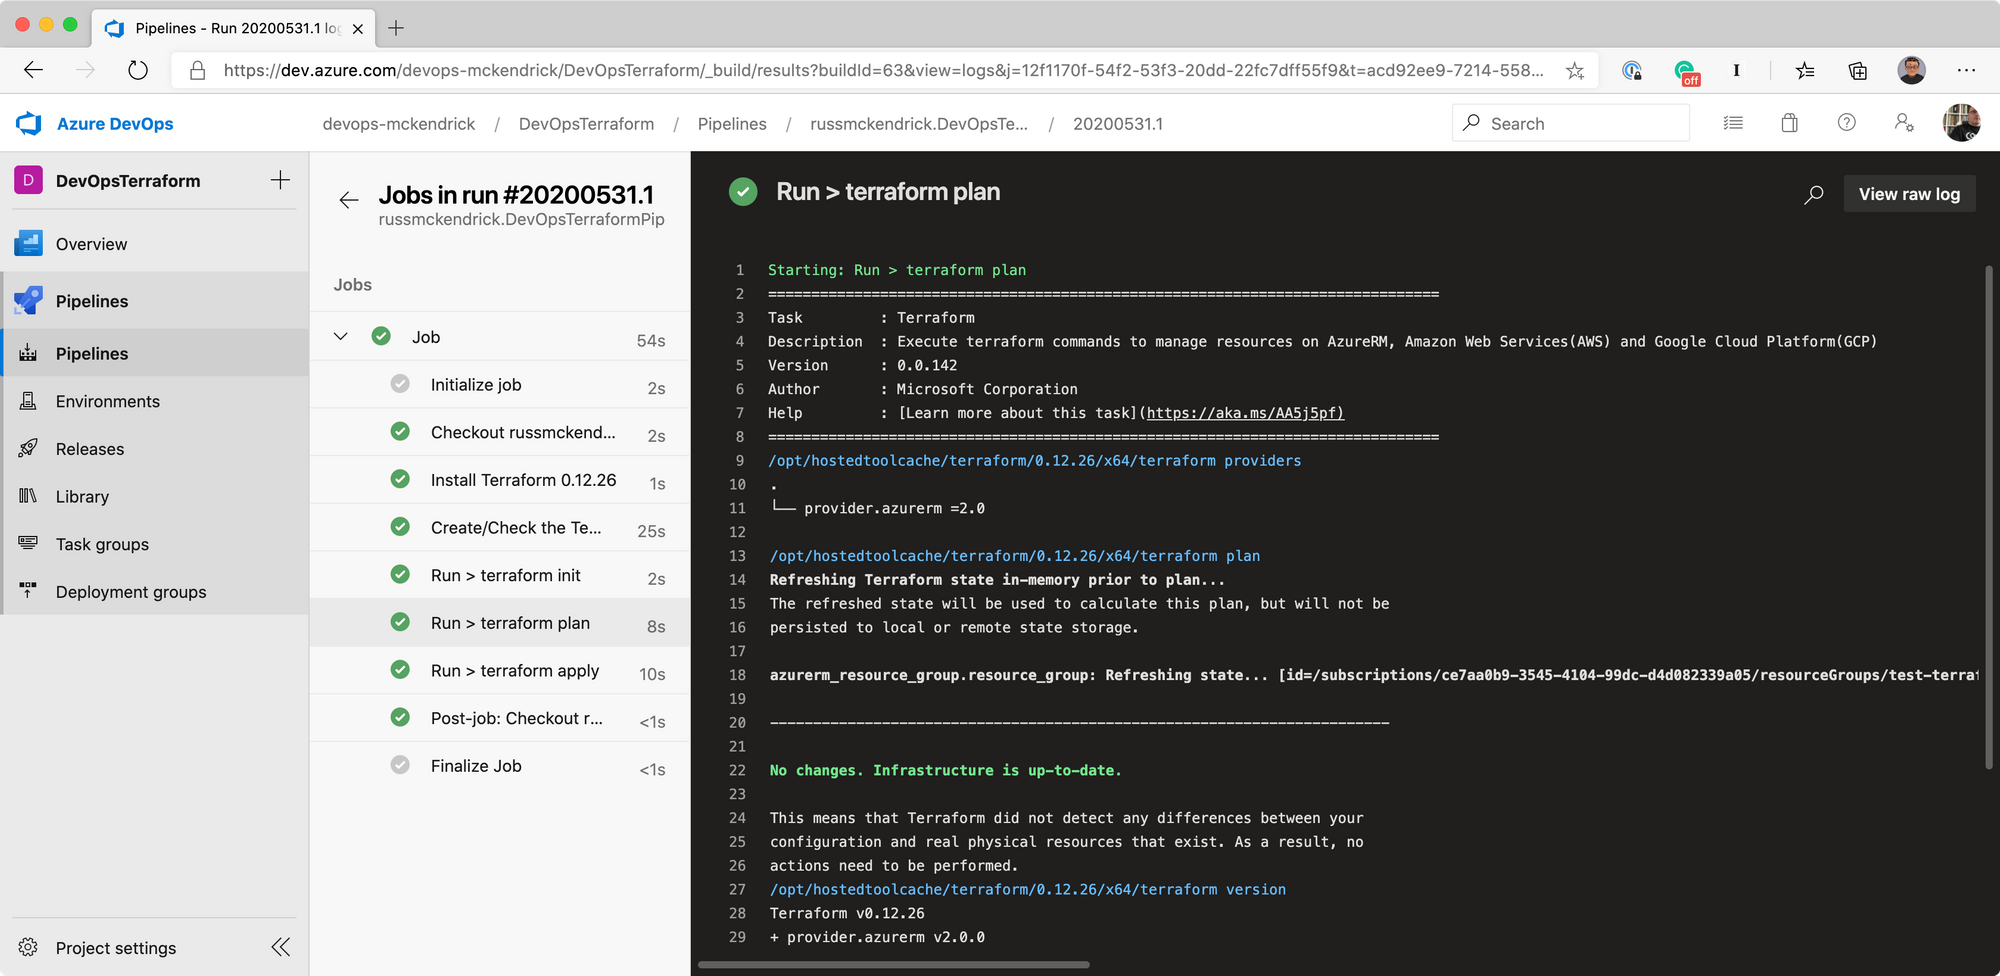 Pipelines - Run 20200531.1 log
https://dev.azure.com/devops-mckendrick/DevOpsTerraform/_build/results?buildId=63&view=logs&j=12f1170f-54f2-53f3-20dd-22fc7dff55f9&t=acd92ee9-7214-558...
off
Azure DevOps
devops-mckendrick / DevOpsTerraform / Pipelines / russmckendrick.DevOpsTe... / 20200531.1
Search
D DevOpsTerraform
Overview
Pipelines
Pipelines
Environments
Releases
Library
Task groups
Deployment groups
Project settings
Jobs in run #20200531.1
russmckendrick.DevOpsTerraformPip
Jobs
Job 54s
Initialize job 2s
Checkout russmckend... 2s
Install Terraform 0.12.26 1s
Create/Check the Te... 25s
Run > terraform init 2s
Run > terraform plan 8s
Run > terraform apply 10s
Post-job: Checkout r... <1s
Finalize Job <1s
Run > terraform plan
View raw log
1 Starting: Run > terraform plan
2 ==============================================================================
3 Task : Terraform
4 Description : Execute terraform commands to manage resources on AzureRM, Amazon Web Services(AWS) and Google Cloud Platform(GCP)
5 Version : 0.0.142
6 Author : Microsoft Corporation
7 Help : [Learn more about this task](https://aka.ms/AA5j5pf)
8 ==============================================================================
9 /opt/hostedtoolcache/terraform/0.12.26/x64/terraform providers
10 .
11 └── provider.azurerm =2.0
12
13 /opt/hostedtoolcache/terraform/0.12.26/x64/terraform plan
14 Refreshing Terraform state in-memory prior to plan...
15 The refreshed state will be used to calculate this plan, but will not be
16 persisted to local or remote state storage.
17
18 azurerm_resource_group.resource_group: Refreshing state... [id=/subscriptions/ce7aa0b9-3545-4104-99dc-d4d082339a05/resourceGroups/test-terraf
19
20 ------------------------------------------------------------------------
21
22 No changes. Infrastructure is up-to-date.
23
24 This means that Terraform did not detect any differences between your
25 configuration and real physical resources that exist. As a result, no
26 actions need to be performed.
27 /opt/hostedtoolcache/terraform/0.12.26/x64/terraform version
28 Terraform v0.12.26
29 + provider.azurerm v2.0.0